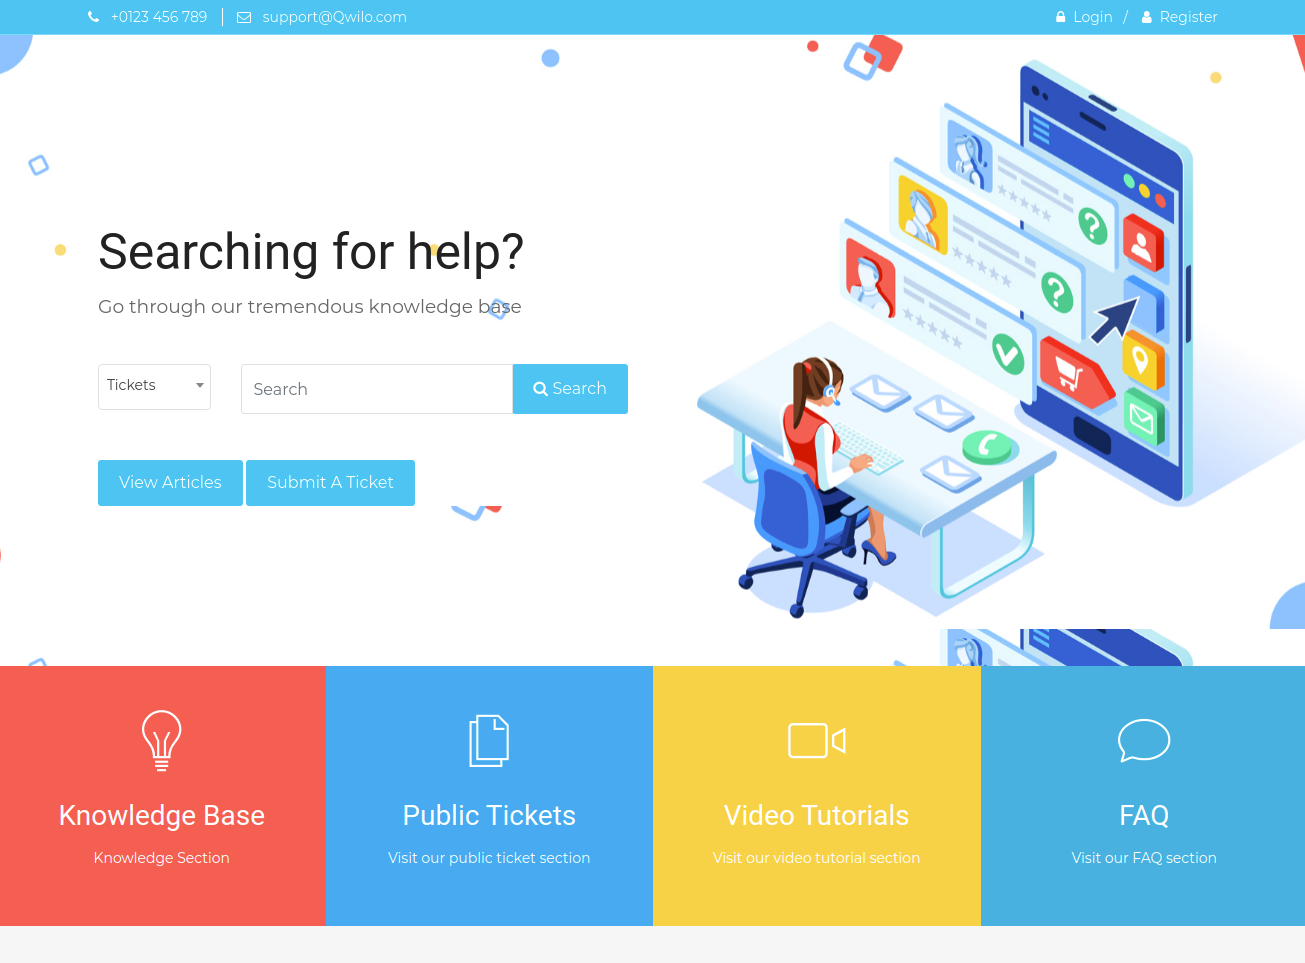 +0123 456 789
support@Qwilo.com
Login / Register
Searching for help?
Go through our tremendous knowledge base
Tickets
Search
Search
View Articles
Submit A Ticket
Knowledge Base
Knowledge Section
Public Tickets
Visit our public ticket section
Video Tutorials
Visit our video tutorial section
FAQ
Visit our FAQ section